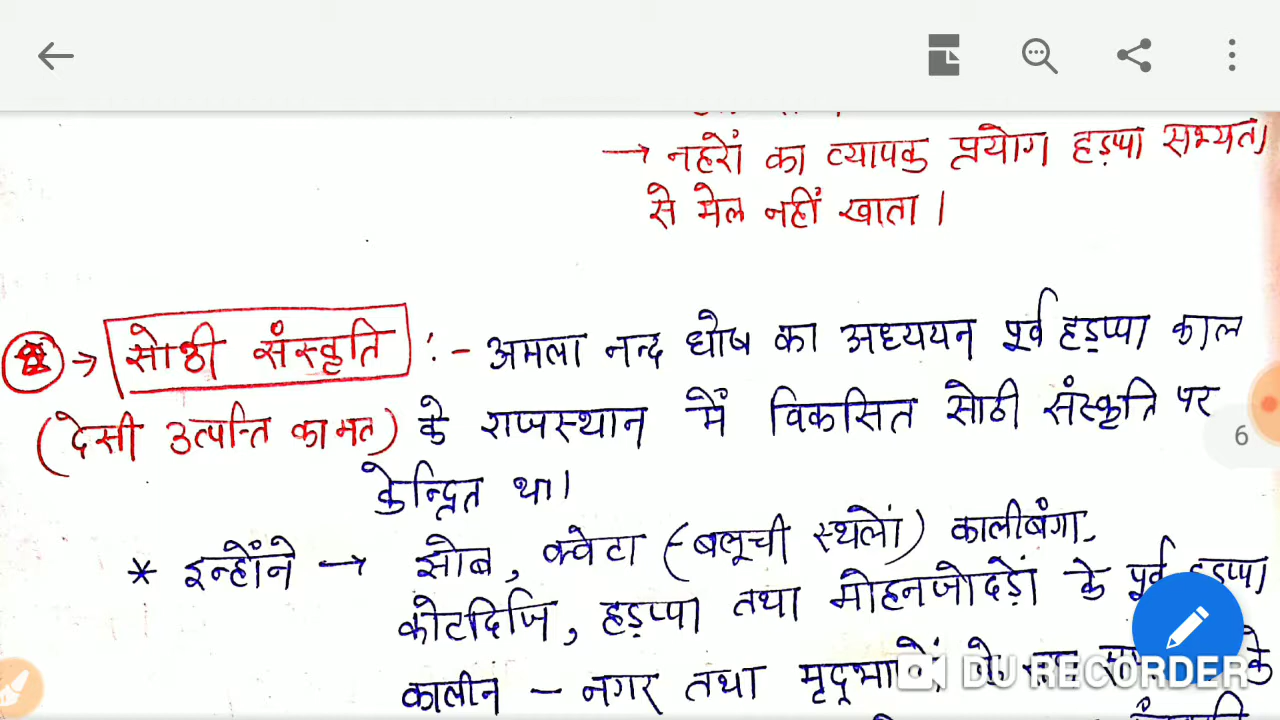 → नहरों का व्यापक प्रयोग हड़प्पा सभ्यता
से मेल नहीं खाता।
→ सोठी संस्कृति :- अमला नन्द घोष का अध्ययन पूर्व हड़प्पा काल
(देसी उत्पत्ति का मत) के राजस्थान में विकसित सोठी संस्कृति पर
6
केन्द्रित था।
* इन्होंने → सोब, क्वेटा (-बलूची स्थलों) कालीबंगा,
कोटदिजि, हड़प्पा तथा मोहनजोदड़ों के पूर्व हड़प्पा
कालीन - नगर तथा के
DU RECORDER